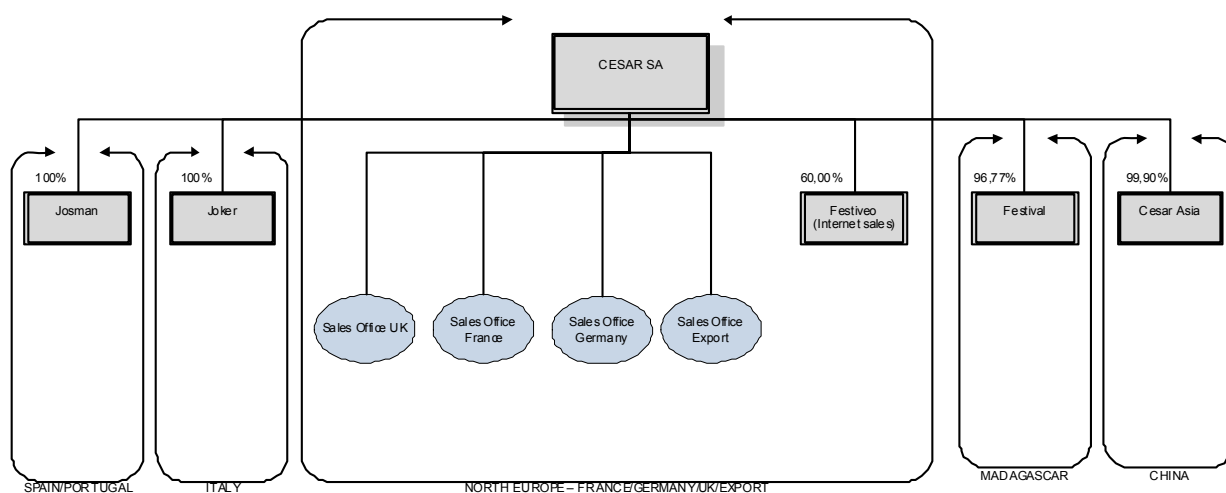 CESAR SA
100%
100%
60,00%
96,77%
99,90%
Josman
Joker
Festiveo
(Internet sales)
Festival
Cesar Asia
Sales Office UK
Sales Office
France
Sales Office
Germany
Sales Office
Export
SPAIN/PORTUGAL
ITALY
NORTH EUROPE – FRANCE/GERMANY/UK/EXPORT
MADAGASCAR
CHINA